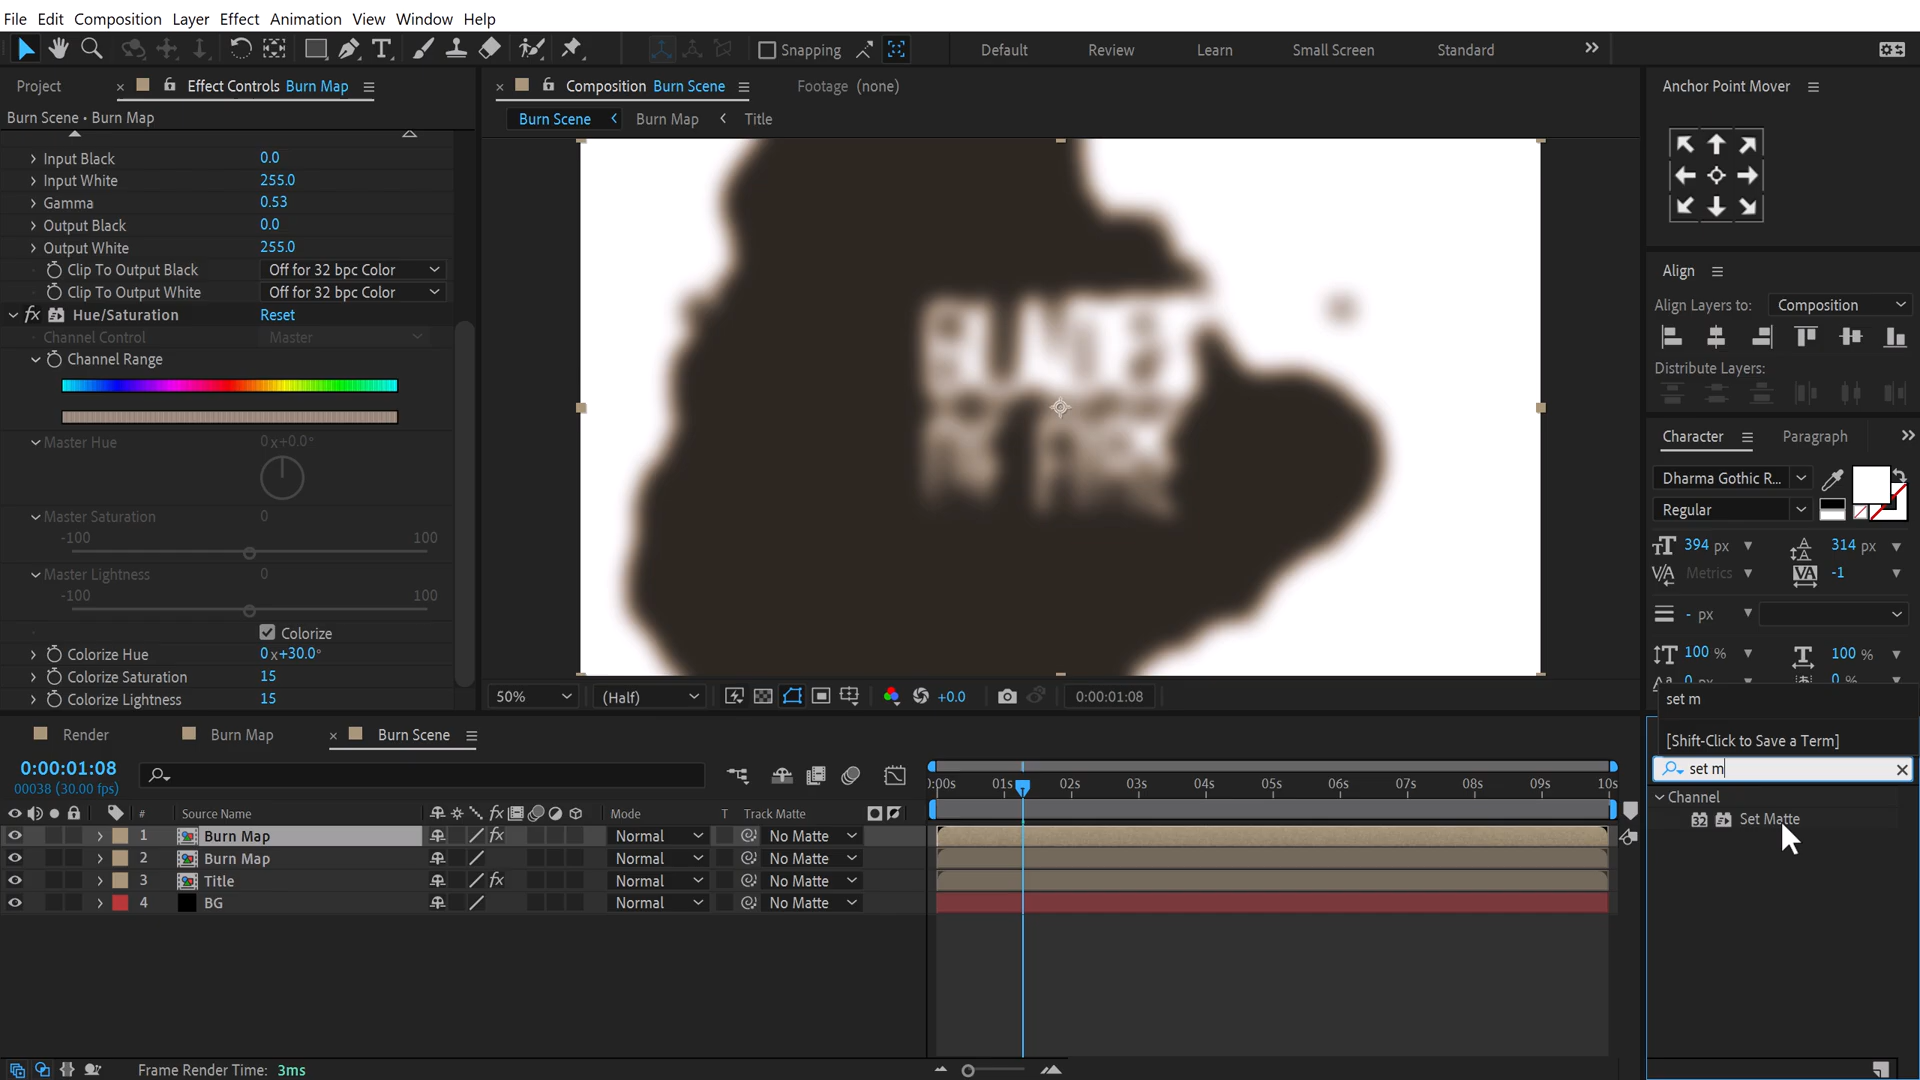 File Edit Composition Layer Effect Animation View Window Help
Snapping Default Review Learn Small Screen Standard
Project Effect Controls Burn Map
Composition Burn Scene Footage (none)
Anchor Point Mover
Burn Scene • Burn Map
Burn Scene Burn Map Title
Input Black 0.0
Input White 255.0
Gamma 0.53
Output Black 0.0
Output White 255.0
Clip To Output Black Off for 32 bpc Color
Clip To Output White Off for 32 bpc Color
fx Hue/Saturation Reset
Channel Control Master
Channel Range
Master Hue 0x+0.0°
Master Saturation 0
-100 100
Master Lightness 0
-100 100
Colorize
Colorize Hue 0x+30.0°
Colorize Saturation 15
Colorize Lightness 15
50% (Half) +0.0 0:00:01:08
Align
Align Layers to: Composition
Distribute Layers:
Character Paragraph
Dharma Gothic R...
Regular
394 px 314 px
Metrics -1
- px
100 % 100 %
0 px 0 %
set m
[Shift-Click to Save a Term]
set m
Channel
32 Set Matte
Render Burn Map Burn Scene
0:00:01:08
00038 (30.00 fps)
:00s 01s 02s 03s 04s 05s 06s 07s 08s 09s 10s
# Source Name fx Mode T Track Matte
1 Burn Map fx Normal No Matte
2 Burn Map Normal No Matte
3 Title fx Normal No Matte
4 BG Normal No Matte
Frame Render Time: 3ms